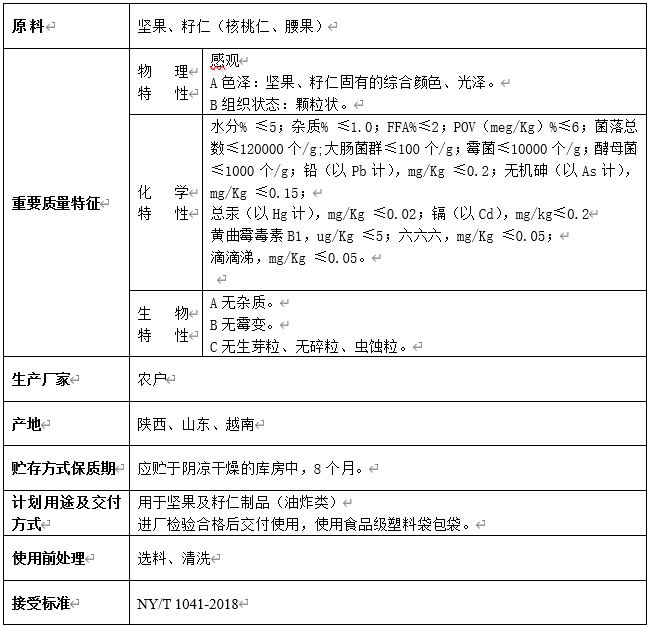 原料
坚果、籽仁（核桃仁、腰果）
重要质量特征
物理
特性
感观
A 色泽：坚果、籽仁固有的综合颜色、光泽。
B 组织状态：颗粒状。
化学
特性
水分% ≤5；杂质% ≤1.0；FFA%≤2；POV（meg/Kg）%≤6；菌落总
数≤120000 个/g;大肠菌群≤100 个/g；霉菌≤10000 个/g；酵母菌
≤1000 个/g；铅（以 Pb 计），mg/Kg ≤0.2；无机砷（以 As 计），
mg/Kg ≤0.15；
总汞（以 Hg 计），mg/Kg ≤0.02；镉（以 Cd），mg/kg≤0.2
黄曲霉毒素 B1，ug/Kg ≤5；六六六，mg/Kg ≤0.05；
滴滴涕，mg/Kg ≤0.05。
生物
特性
A 无杂质。
B 无霉变。
C 无生芽粒、无碎粒、虫蚀粒。
生产厂家
农户
产地
陕西、山东、越南
贮存方式保质期
应贮于阴凉干燥的库房中，8 个月。
计划用途及交付
方式
用于坚果及籽仁制品（油炸类）
进厂检验合格后交付使用，使用食品级塑料袋包袋。
使用前处理
选料、清洗
接受标准
NY/T 1041-2018